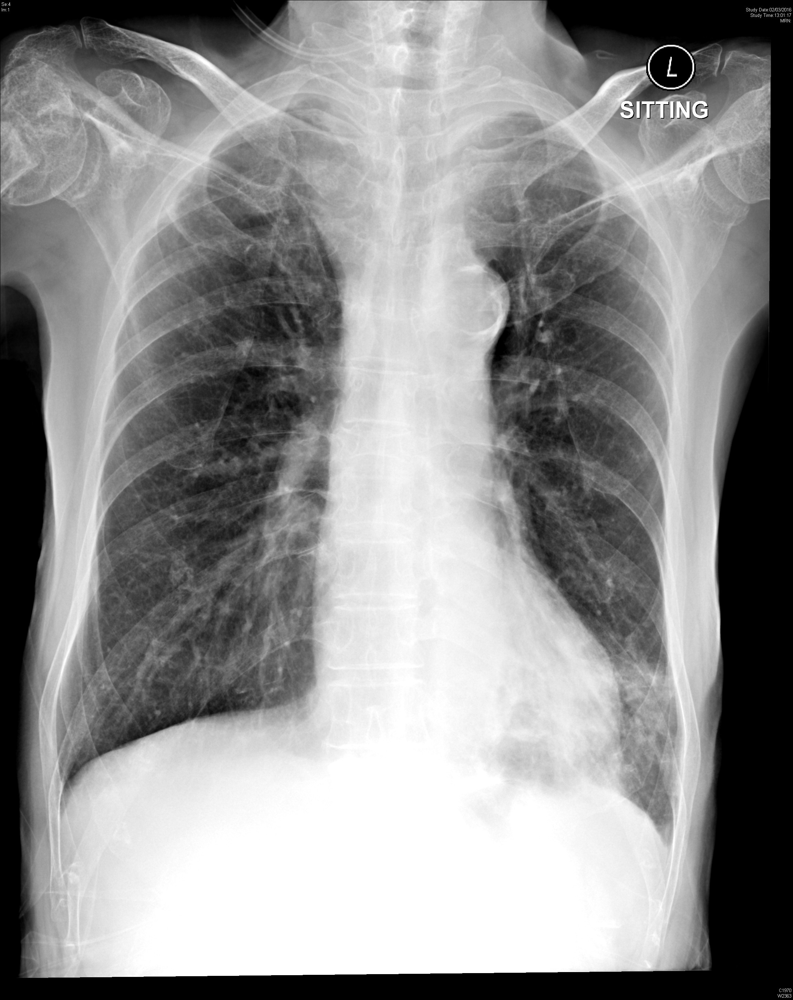 Se:4
Im:1
Study Date:02/03/2016
Study Time:13:01:17
MRN:
L
SITTING
C1970
W2363